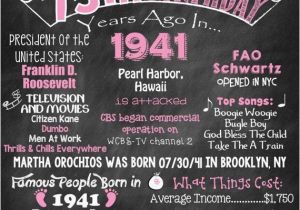 BIRTHDAY
Years Ago In...
1941
PRESIDENT OF THE
UNITED STATES:
FRANKLIN D.
ROOSEVELT
Pearl Harbor,
Hawaii
is attacked
FAO
SCHWARTZ
OPENED IN NYC
TELEVISION AND
MOVIES
Citizen Kane
Dumbo
Men At Work
Thrills & Chills Everywhere
CBS began commercial
operation on
WCBS-TV channel 2
Top Songs:
Boogie Woogie
Bugle Boy
God Bless The Child
Take The A Train
MARTHA OROCHIOS WAS BORN 07/30/41 IN BROOKLYN, NY
Famous People Born in
1941
What Things Cost:
Average Income.......$1,750